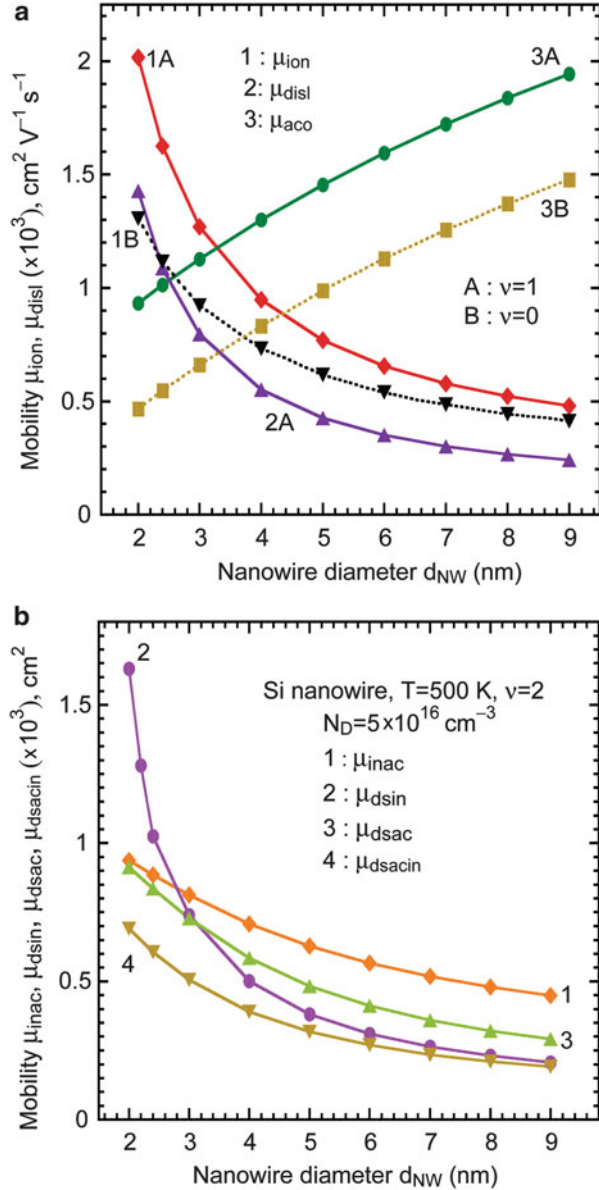 a
Mobility μion, μdisl (×10³), cm² V⁻¹ s⁻¹
2
1.5
1
0.5
0
1A
1 : μion
2: μdisl
3: μaco
3A
1B
3B
A : ν=1
B : ν=0
2A
2 3 4 5 6 7 8 9
Nanowire diameter dNW (nm)
b
Mobility μinac, μdsin, μdsac, μdsacin (×10³), cm²
1.5
1
0.5
0
2
Si nanowire, T=500 K, ν=2
ND=5×10¹⁶ cm⁻³
1 : μinac
2 : μdsin
3 : μdsac
4 : μdsacin
4
1
3
2 3 4 5 6 7 8 9
Nanowire diameter dNW (nm)